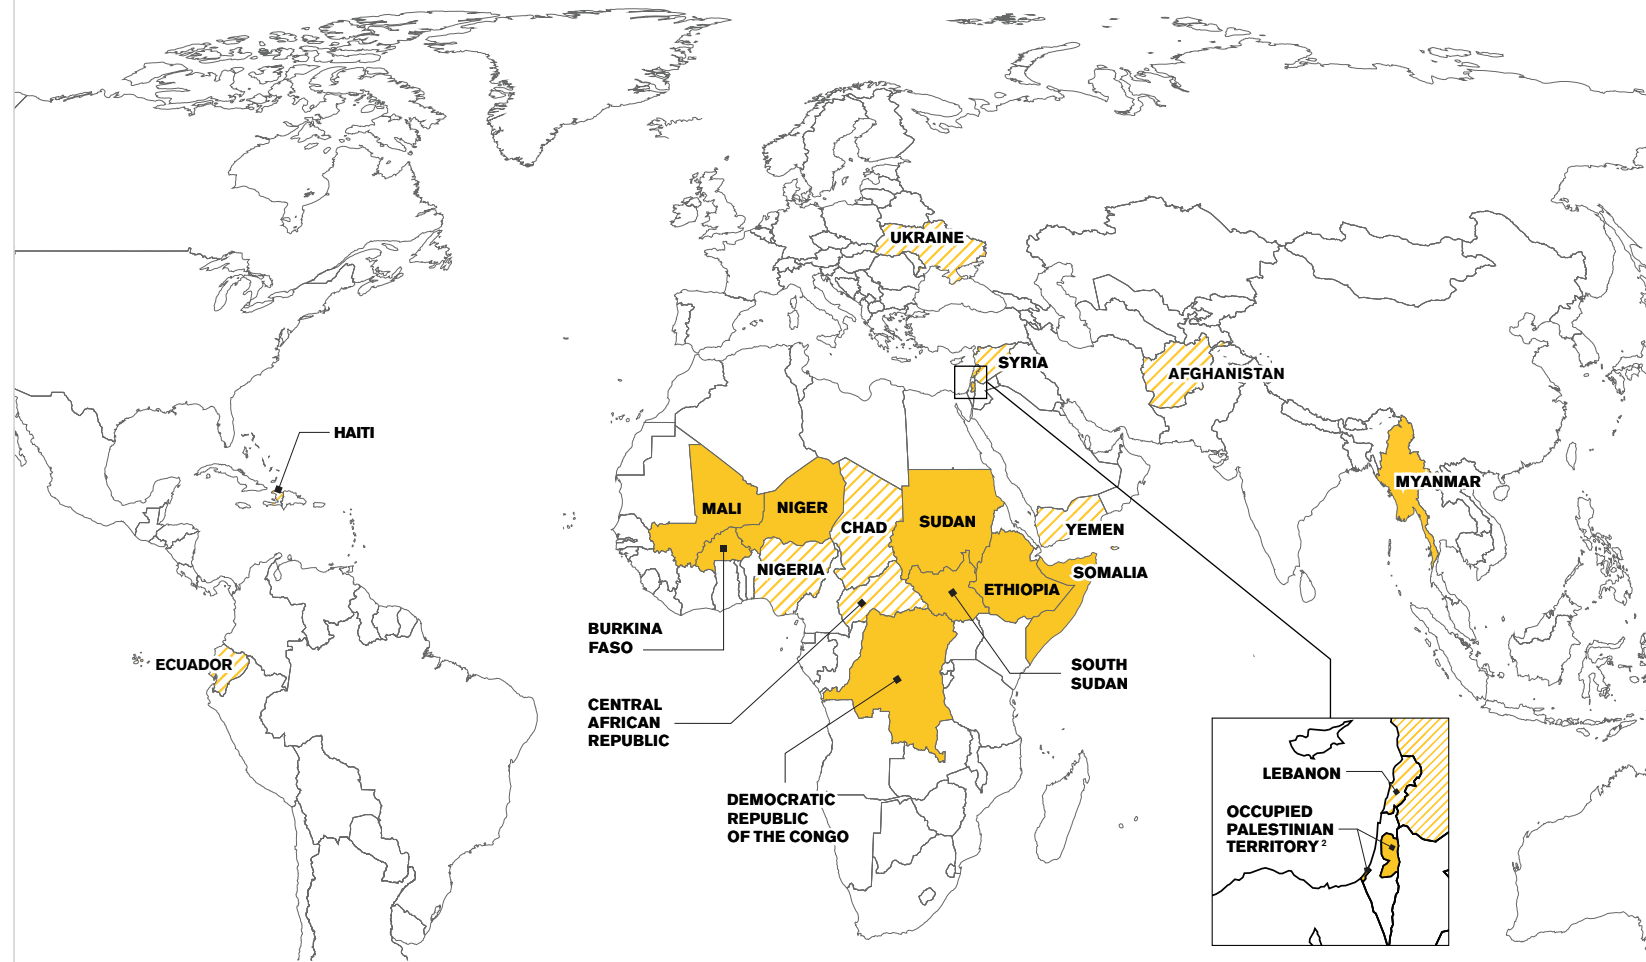 UKRAINE
SYRIA
AFGHANISTAN
HAITI
MYANMAR
MALI
NIGER
CHAD
SUDAN
YEMEN
NIGERIA
ETHIOPIA
SOMALIA
BURKINA
FASO
ECUADOR
SOUTH
SUDAN
CENTRAL
AFRICAN
REPUBLIC
DEMOCRATIC
REPUBLIC
OF THE CONGO
LEBANON
OCCUPIED
PALESTINIAN
TERRITORY 2